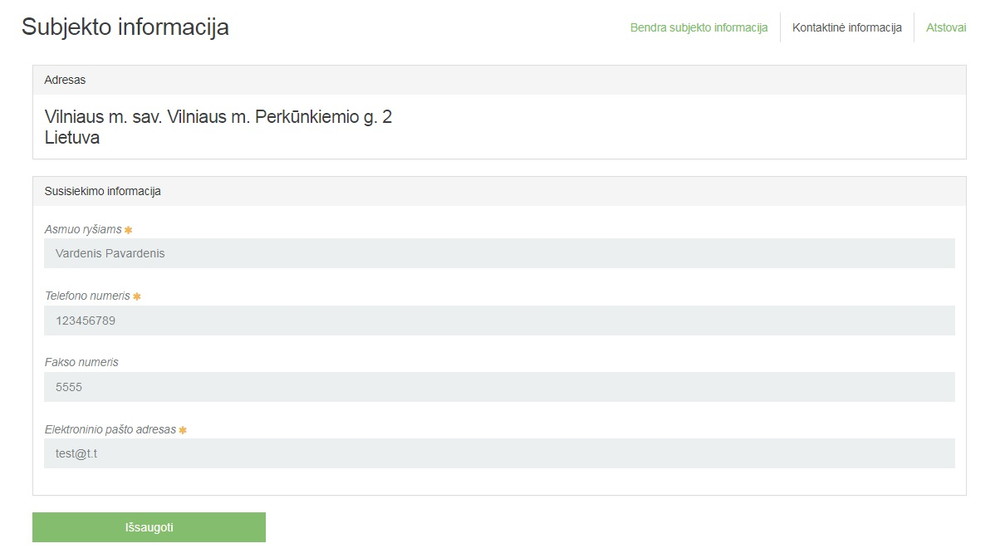 Subjekto informacija
Bendra subjekto informacija
Kontaktinė informacija
Atstovai
Adresas
Vilniaus m. sav. Vilniaus m. Perkūnkiemio g. 2
Lietuva
Susisiekimo informacija
Asmuo ryšiams ✱
Vardenis Pavardenis
Telefono numeris ✱
123456789
Fakso numeris
5555
Elektroninio pašto adresas ✱
test@t.t
Išsaugoti